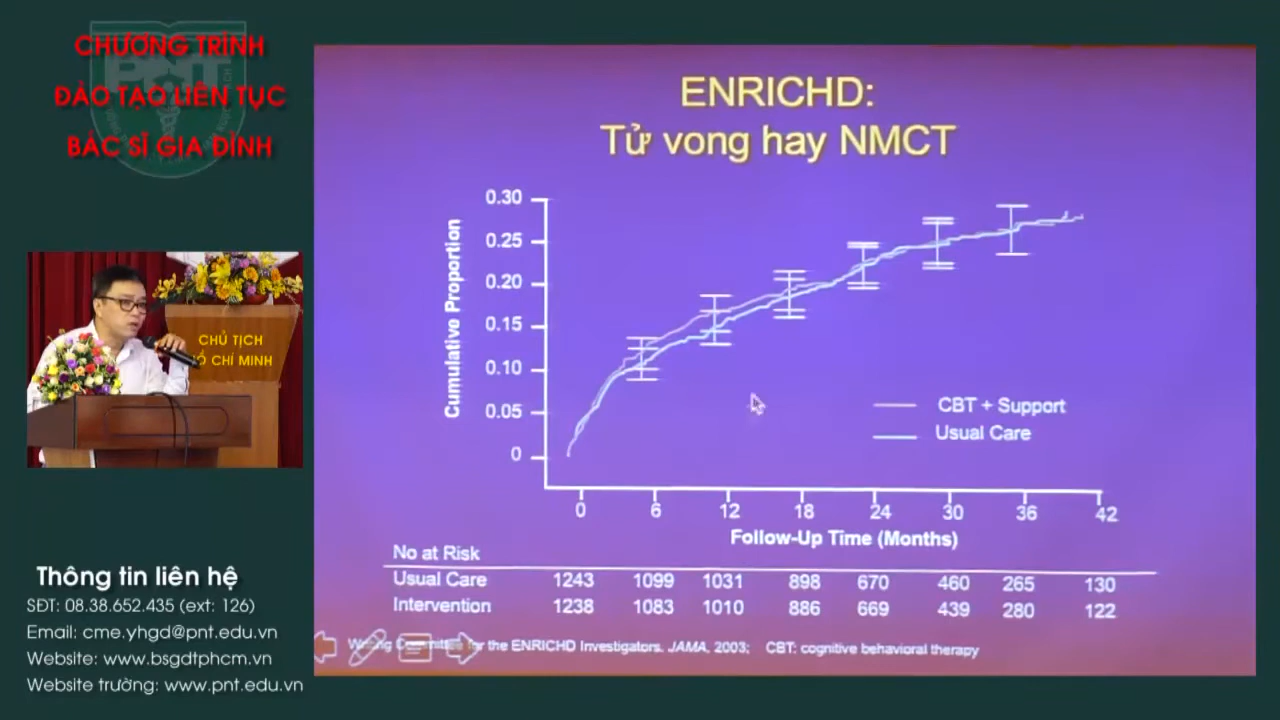 CHƯƠNG TRÌNH
ĐÀO TẠO LIÊN TỤC
BÁC SĨ GIA ĐÌNH
PNT
CHỦ TỊCH
HỒ CHÍ MINH
Thông tin liên hệ
SĐT: 08.38.652.435 (ext: 126)
Email: cme.yhgd@pnt.edu.vn
Website: www.bsgdtphcm.vn
Website trường: www.pnt.edu.vn
ENRICHD:
Tử vong hay NMCT
Cumulative Proportion
0.30
0.25
0.20
0.15
0.10
0.05
0
CBT + Support
Usual Care
0 6 12 18 24 30 36 42
Follow-Up Time (Months)
No at Risk
Usual Care 1243 1099 1031 898 670 460 265 130
Intervention 1238 1083 1010 886 669 439 280 122
Writing Committee for the ENRICHD Investigators. JAMA, 2003; CBT: cognitive behavioral therapy